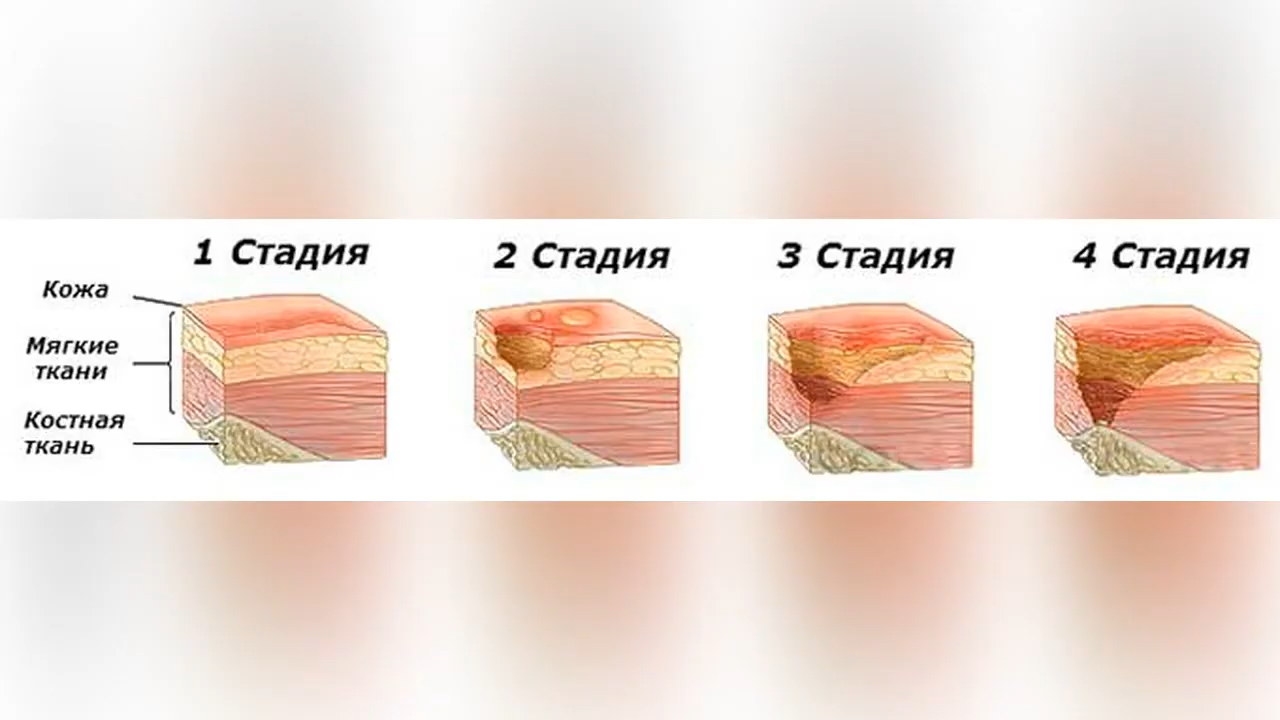 1 Стадия
2 Стадия
3 Стадия
4 Стадия
Кожа
Мягкие
ткани
Костная
ткань